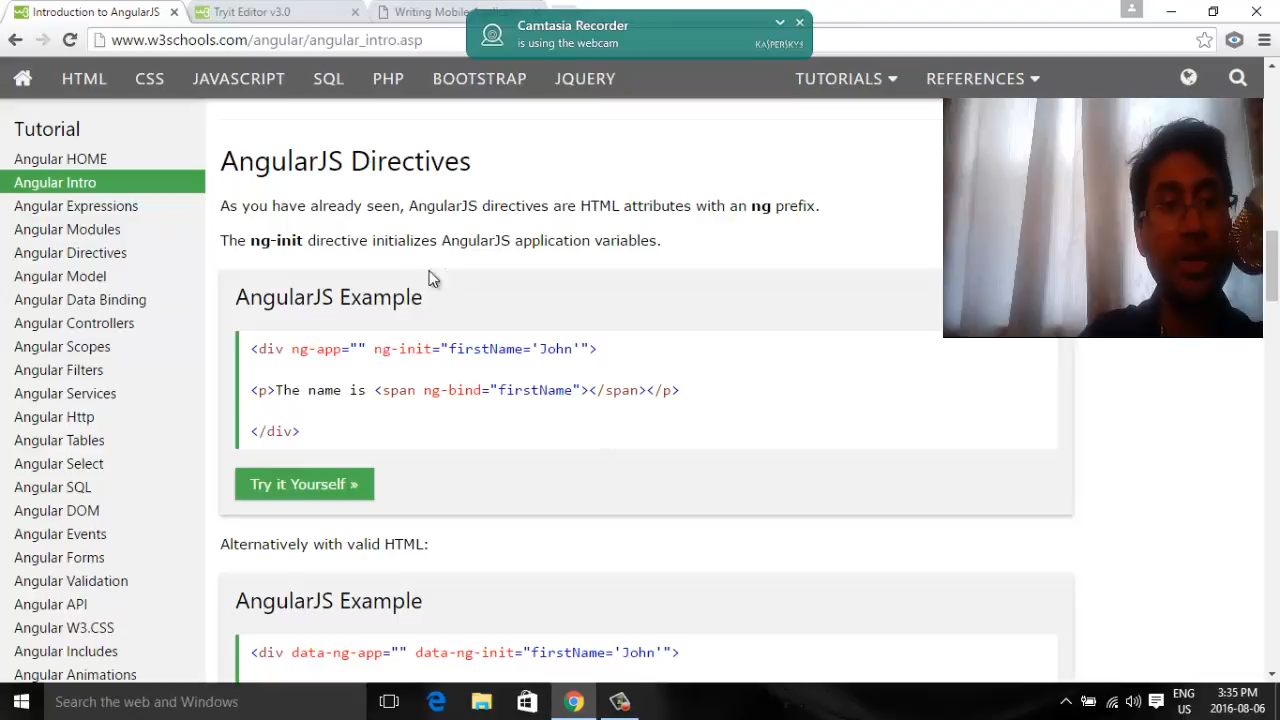 Introduction to AngularJS
Tryit Editor v3.0
Writing Mobile
Camtasia Recorder
is using the webcam
KASPERSKY
www.w3schools.com/angular/angular_intro.asp
HTML CSS JAVASCRIPT SQL PHP BOOTSTRAP JQUERY TUTORIALS REFERENCES
Tutorial
Angular HOME
Angular Intro
Angular Expressions
Angular Modules
Angular Directives
Angular Model
Angular Data Binding
Angular Controllers
Angular Scopes
Angular Filters
Angular Services
Angular Http
Angular Tables
Angular Select
Angular SQL
Angular DOM
Angular Events
Angular Forms
Angular Validation
Angular API
Angular W3.CSS
Angular Includes
Angular Animations
AngularJS Directives
As you have already seen, AngularJS directives are HTML attributes with an ng prefix.
The ng-init directive initializes AngularJS application variables.
AngularJS Example
<div ng-app="" ng-init="firstName='John'">
<p>The name is <span ng-bind="firstName"></span></p>
</div>
Try it Yourself »
Alternatively with valid HTML:
AngularJS Example
<div data-ng-app="" data-ng-init="firstName='John'">
Search the web and Windows
ENG
US
3:35 PM
2016-08-06